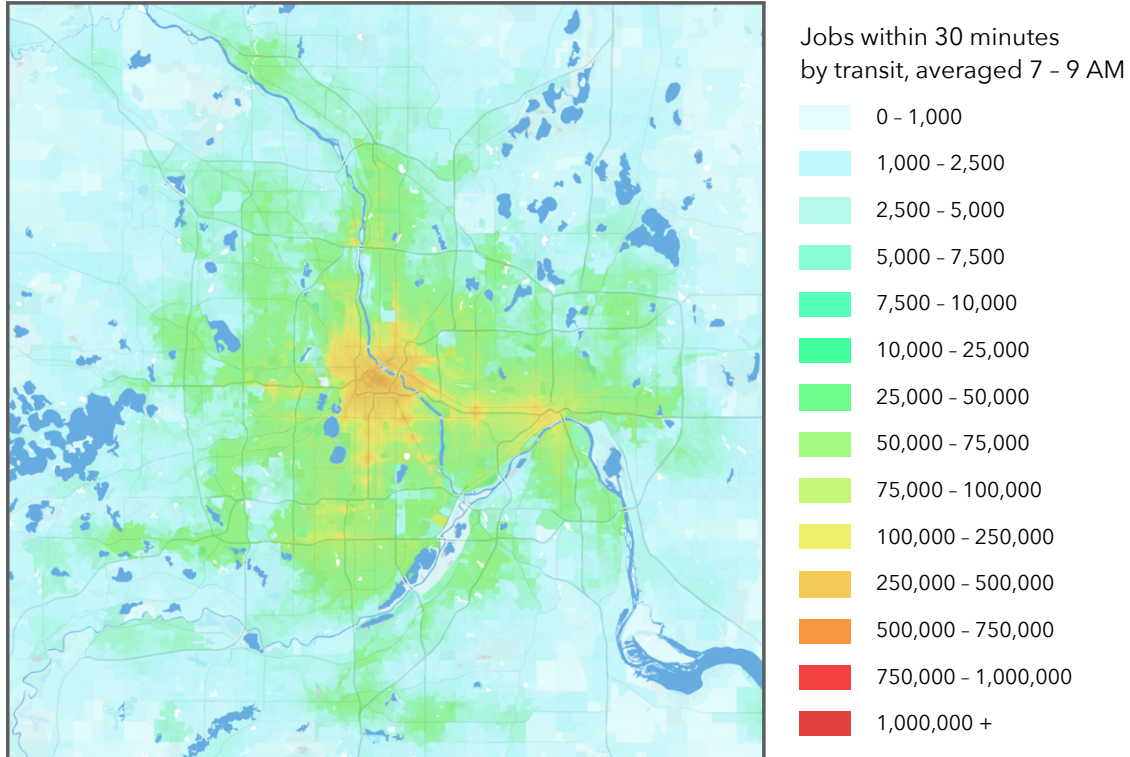 Jobs within 30 minutes
by transit, averaged 7 – 9 AM
0 – 1,000
1,000 – 2,500
2,500 – 5,000
5,000 – 7,500
7,500 – 10,000
10,000 – 25,000
25,000 – 50,000
50,000 – 75,000
75,000 – 100,000
100,000 – 250,000
250,000 – 500,000
500,000 – 750,000
750,000 – 1,000,000
1,000,000 +